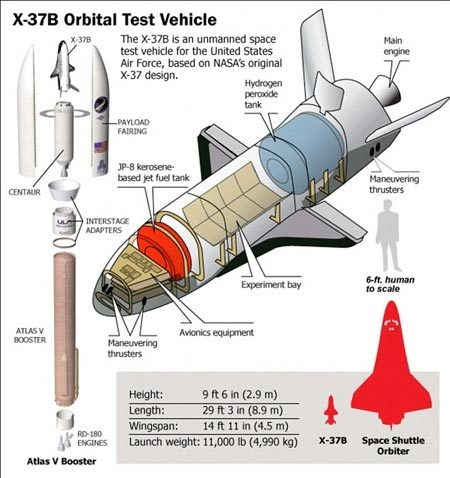 X-37B Orbital Test Vehicle
X-37B
The X-37B is an unmanned space
test vehicle for the United States
Air Force, based on NASA's original
X-37 design.
Main
engine
Hydrogen
peroxide
tank
PAYLOAD
FAIRING
JP-8 kerosene-
based jet fuel tank
CENTAUR
Maneuvering
thrusters
INTERSTAGE
ADAPTERS
ULA
6-ft. human
to scale
Experiment bay
Avionics equipment
Maneuvering
thrusters
ATLAS V
BOOSTER
Height: 9 ft 6 in (2.9 m)
Length: 29 ft 3 in (8.9 m)
Wingspan: 14 ft 11 in (4.5 m)
Launch weight: 11,000 lb (4,990 kg)
X-37B
Space Shuttle
Orbiter
RD-180
ENGINES
Atlas V Booster